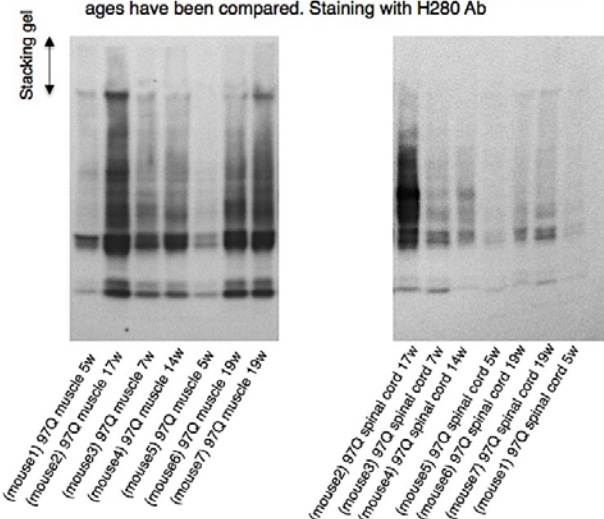 ages have been compared. Staining with H280 Ab
Stacking gel
(mouse1) 97Q muscle 5w
(mouse2) 97Q muscle 17w
(mouse3) 97Q muscle 7w
(mouse4) 97Q muscle 14w
(mouse5) 97Q muscle 5w
(mouse6) 97Q muscle 19w
(mouse7) 97Q muscle 19w
(mouse2) 97Q spinal cord 17w
(mouse3) 97Q spinal cord 7w
(mouse4) 97Q spinal cord 14w
(mouse5) 97Q spinal cord 5w
(mouse6) 97Q spinal cord 19w
(mouse7) 97Q spinal cord 19w
(mouse1) 97Q spinal cord 5w